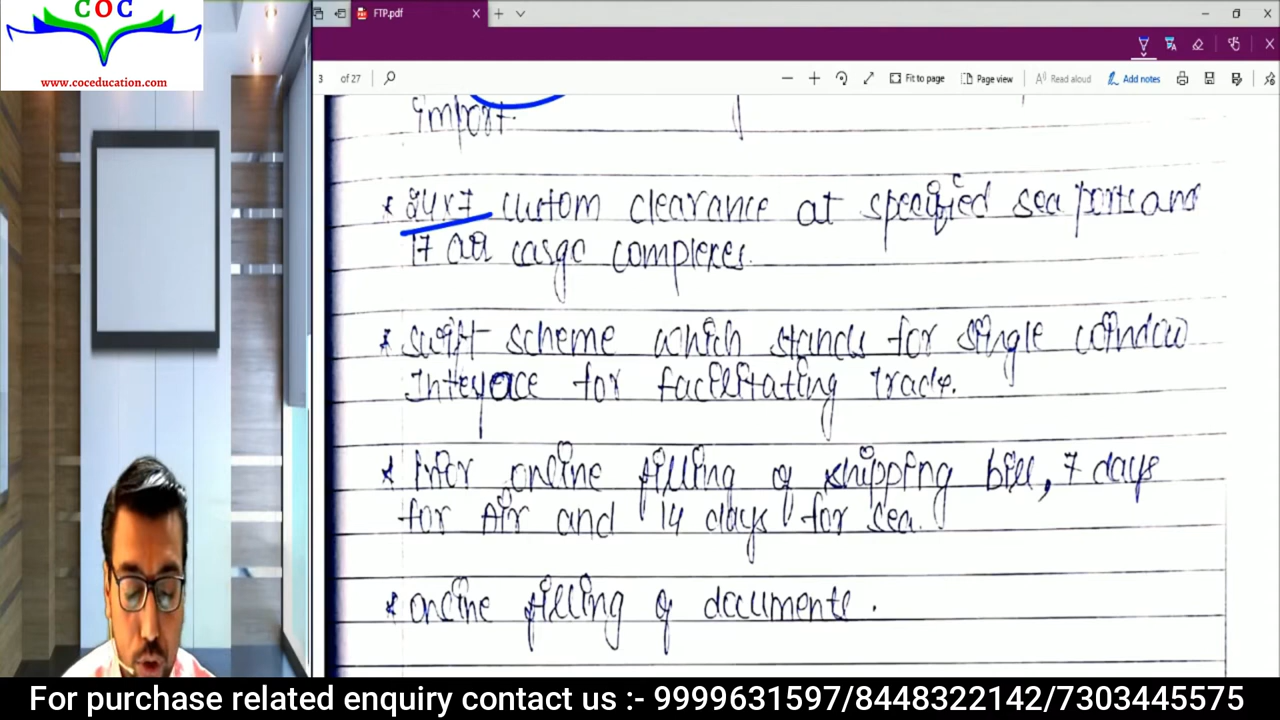 COC
www.coceducation.com
FTP.pdf
3 of 27
Fit to page
Page view
Read aloud
Add notes
import.
* 24x7 custom clearance at specified sea ports and
17 air cargo complexes.
* Swift scheme which stands for single window
Interface for facilitating Trade.
* Prior online filling of shipping bill, 7 days
for Air and 14 days for sea.
* online filling of documents.
For purchase related enquiry contact us :- 9999631597/8448322142/7303445575